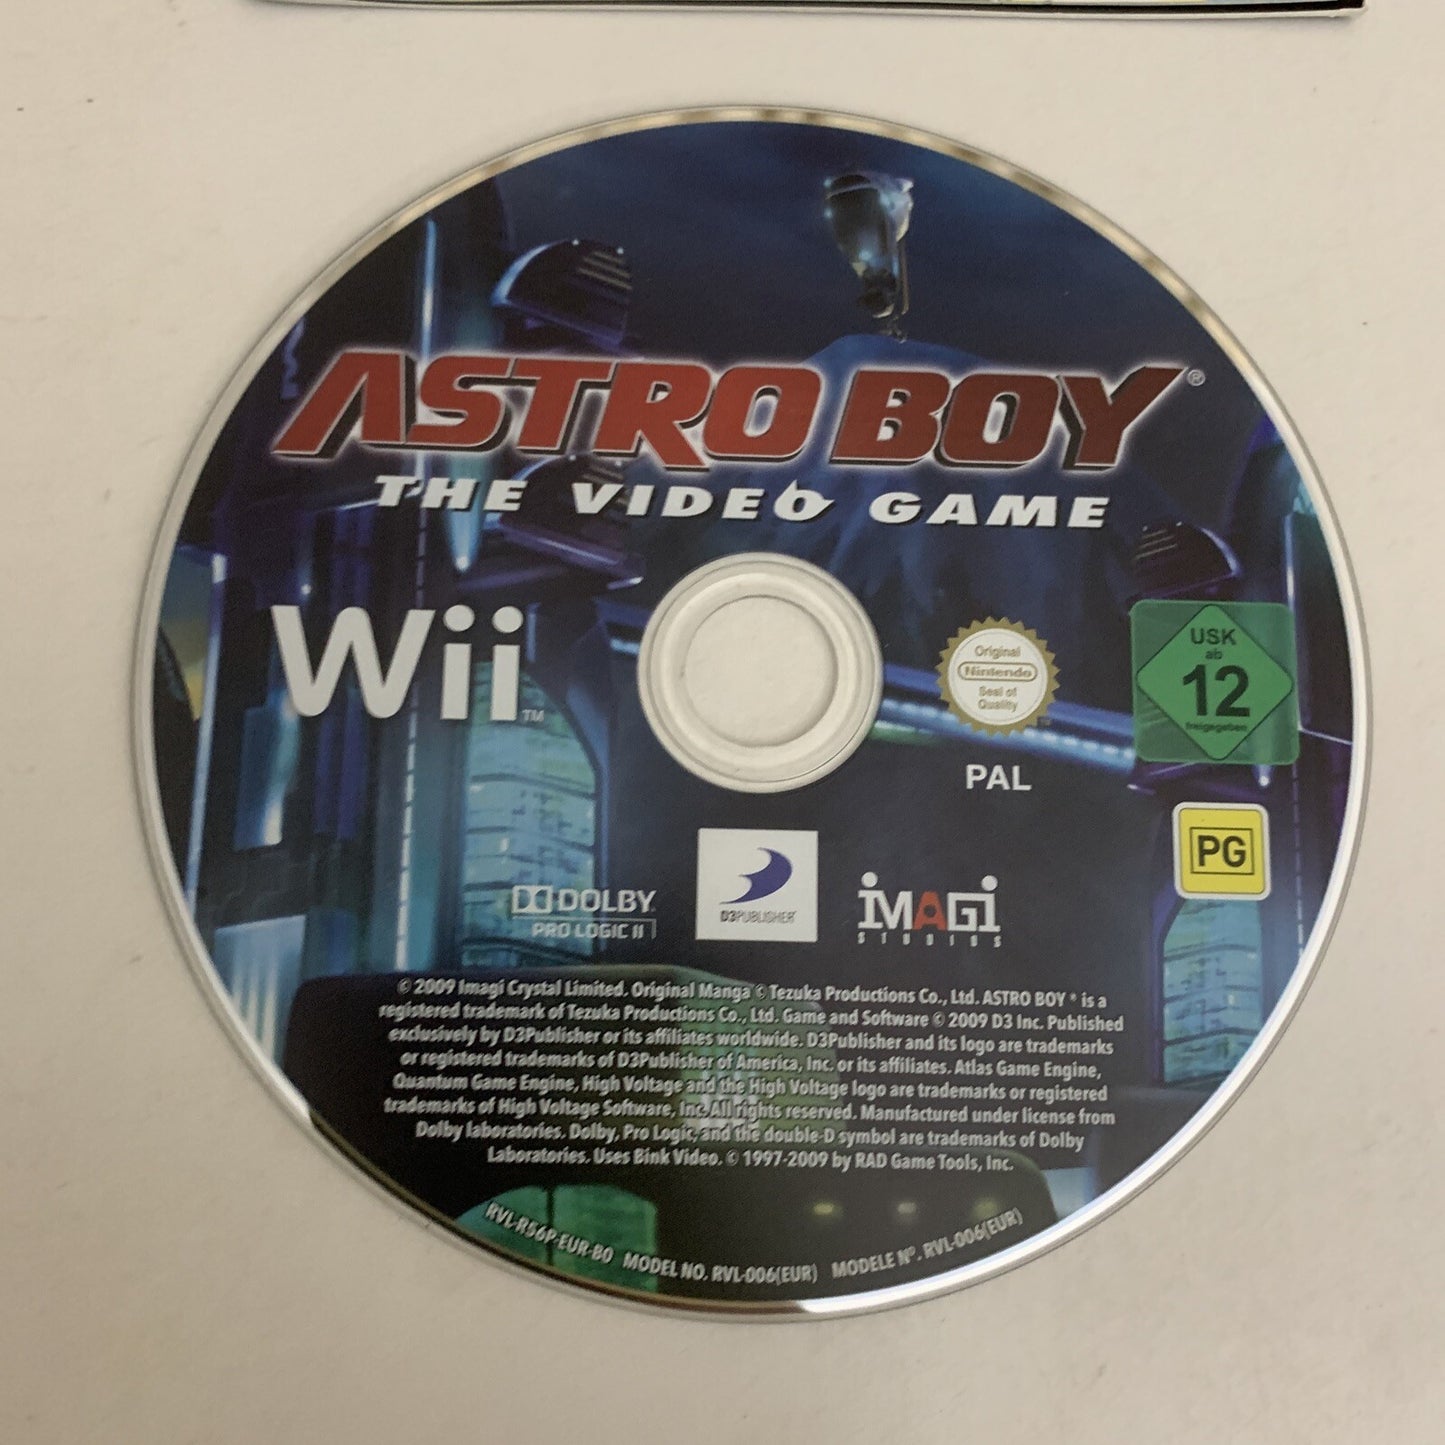 ASTRO BOY®
THE VIDEO GAME
Wii™
Original
Nintendo
Seal of
Quality
PAL
USK
ab
12
freigegeben
PG
DOLBY
PRO LOGIC II
D3PUBLISHER
iMAGi
STUDIOS
© 2009 Imagi Crystal Limited. Original Manga © Tezuka Productions Co., Ltd. ASTRO BOY ® is a
registered trademark of Tezuka Productions Co., Ltd. Game and Software © 2009 D3 Inc. Published
exclusively by D3Publisher or its affiliates worldwide. D3Publisher and its logo are trademarks
or registered trademarks of D3Publisher of America, Inc. or its affiliates. Atlas Game Engine,
Quantum Game Engine, High Voltage and the High Voltage logo are trademarks or registered
trademarks of High Voltage Software, Inc. All rights reserved. Manufactured under license from
Dolby laboratories. Dolby, Pro Logic, and the double-D symbol are trademarks of Dolby
Laboratories. Uses Bink Video. © 1997-2009 by RAD Game Tools, Inc.
RVL-R56P-EUR-B0 MODEL NO. RVL-006(EUR) MODELE Nº. RVL-006(EUR)